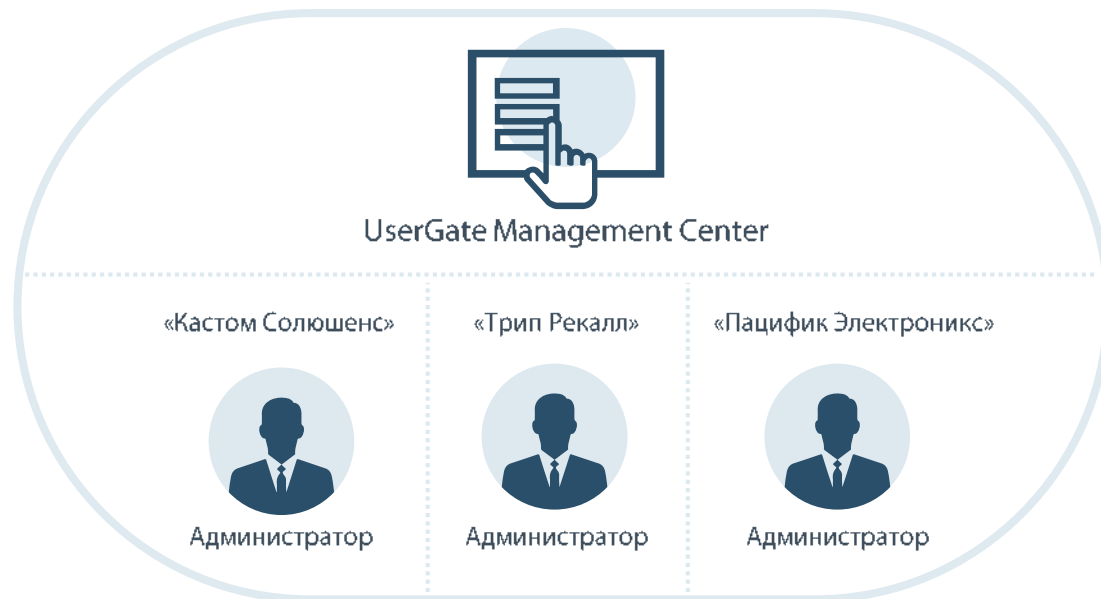 UserGate Management Center
«Кастом Солюшенс»
«Трип Рекалл»
«Пацифик Электроникс»
Администратор
Администратор
Администратор